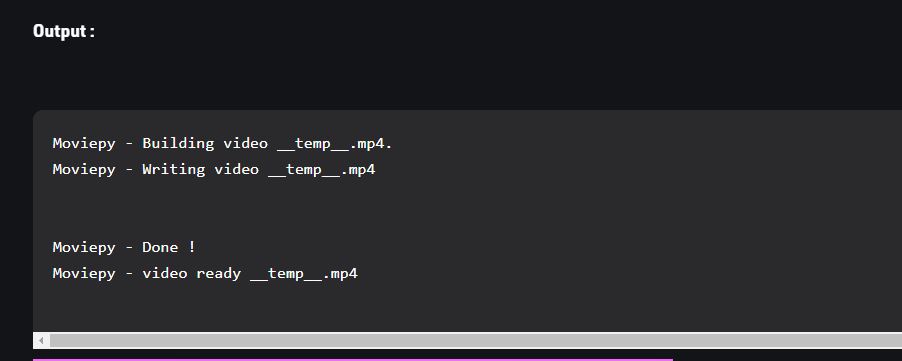 Output :
Moviepy - Building video __temp__.mp4.
Moviepy - Writing video __temp__.mp4
Moviepy - Done !
Moviepy - video ready __temp__.mp4